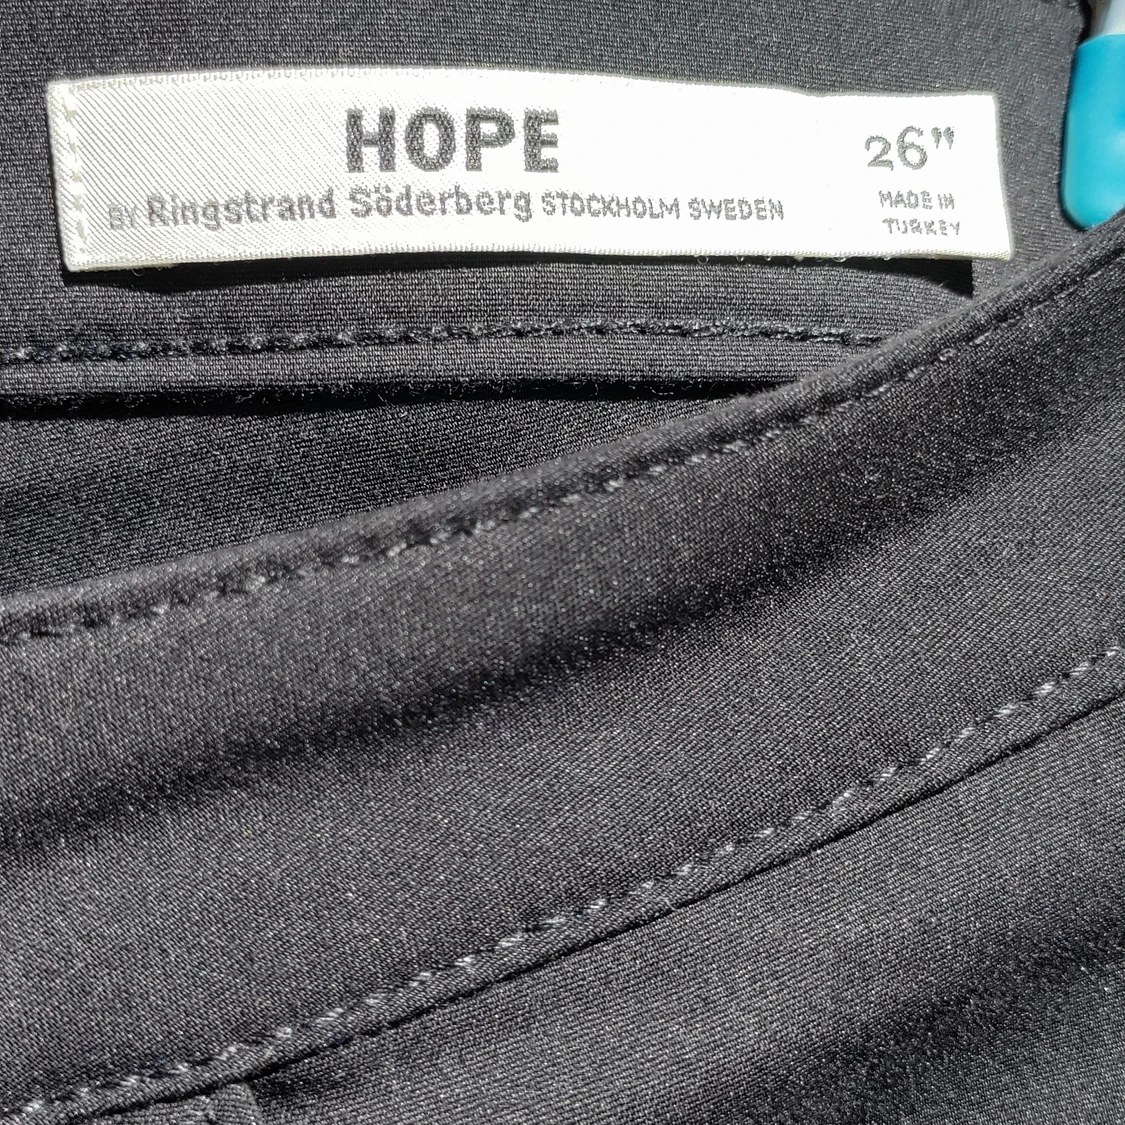 HOPE
BY Ringstrand Söderberg STOCKHOLM SWEDEN
26"
MADE IN
TURKEY